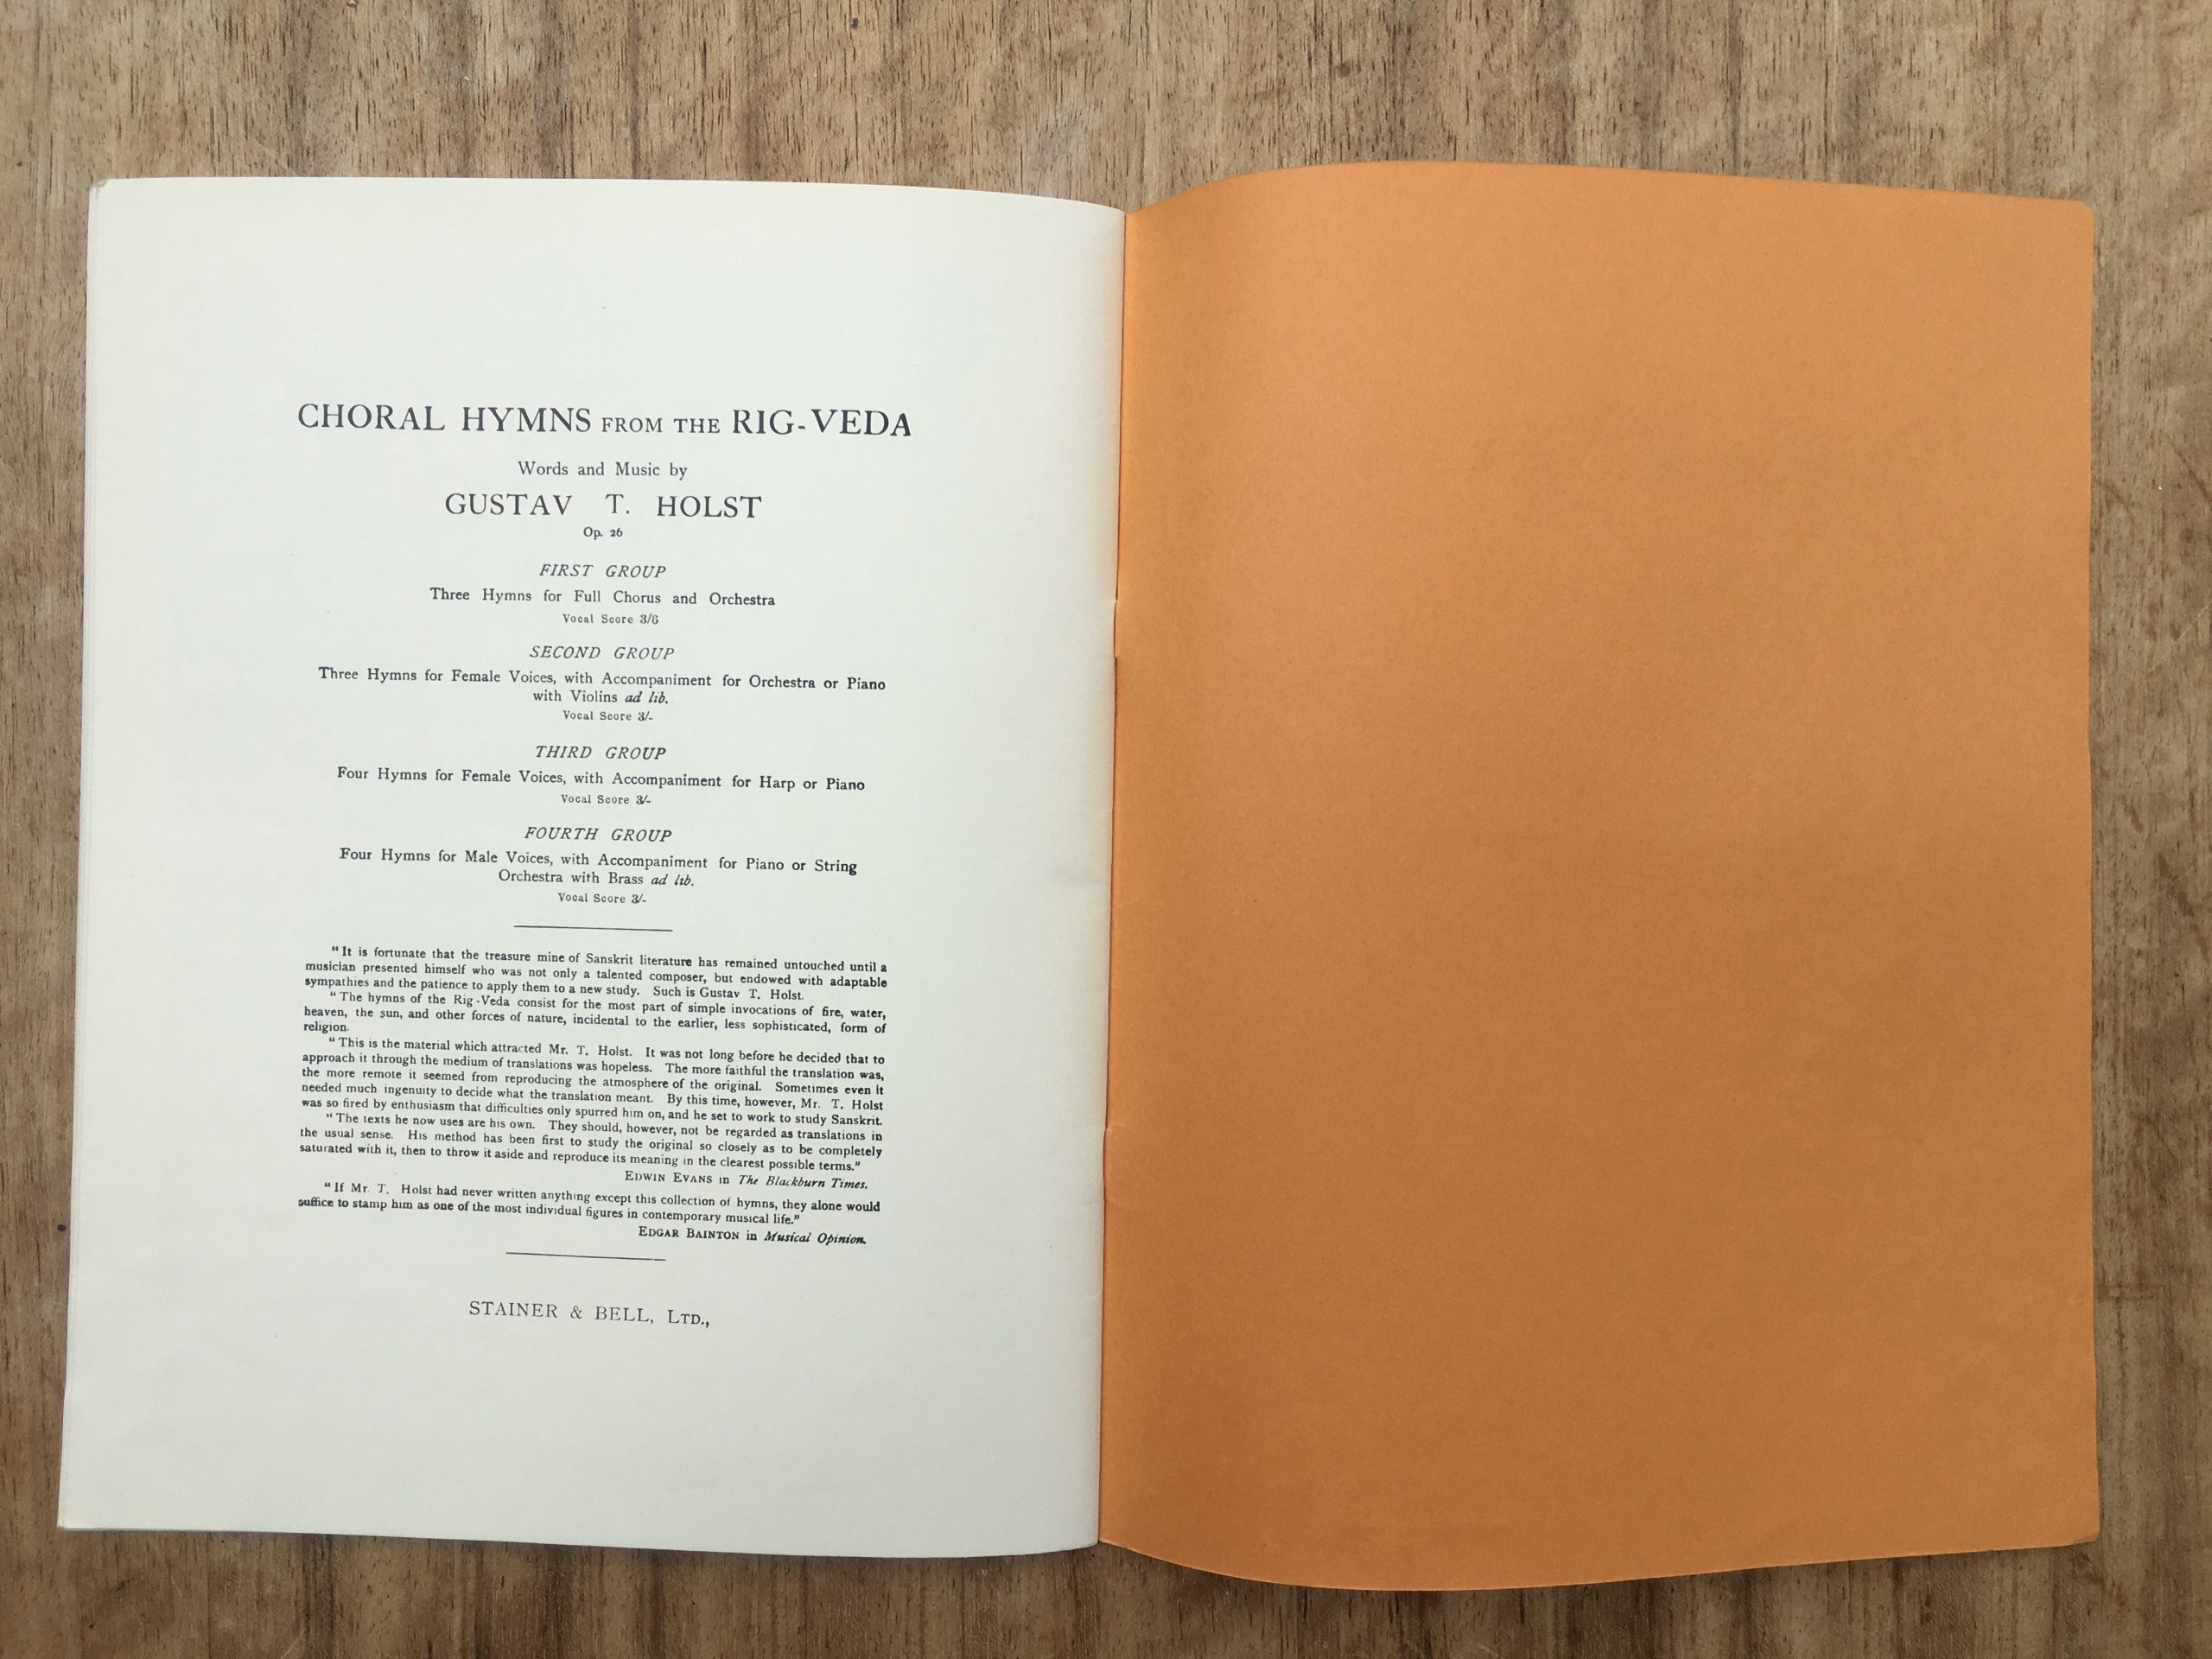 CHORAL HYMNS FROM THE RIG-VEDA
Words and Music by
GUSTAV T. HOLST
Op. 26
FIRST GROUP
Three Hymns for Full Chorus and Orchestra
Vocal Score 3/6
SECOND GROUP
Three Hymns for Female Voices, with Accompaniment for Orchestra or Piano
with Violins ad lib.
Vocal Score 3/-
THIRD GROUP
Four Hymns for Female Voices, with Accompaniment for Harp or Piano
Vocal Score 3/-
FOURTH GROUP
Four Hymns for Male Voices, with Accompaniment for Piano or String
Orchestra with Brass ad lib.
Vocal Score 3/-
"It is fortunate that the treasure mine of Sanskrit literature has remained untouched until a
musician presented himself who was not only a talented composer, but endowed with adaptable
sympathies and the patience to apply them to a new study. Such is Gustav T. Holst.
"The hymns of the Rig-Veda consist for the most part of simple invocations of fire, water,
heaven, the sun, and other forces of nature, incidental to the earlier, less sophisticated, form of
religion.
"This is the material which attracted Mr. T. Holst. It was not long before he decided that to
approach it through the medium of translations was hopeless. The more faithful the translation was,
the more remote it seemed from reproducing the atmosphere of the original. Sometimes even it
needed much ingenuity to decide what the translation meant. By this time, however, Mr. T. Holst
was so fired by enthusiasm that difficulties only spurred him on, and he set to work to study Sanskrit.
"The texts he now uses are his own. They should, however, not be regarded as translations in
the usual sense. His method has been first to study the original so closely as to be completely
saturated with it, then to throw it aside and reproduce its meaning in the clearest possible terms."
EDWIN EVANS in The Blackburn Times.
"If Mr. T. Holst had never written anything except this collection of hymns, they alone would
suffice to stamp him as one of the most individual figures in contemporary musical life."
EDGAR BAINTON in Musical Opinion.
STAINER & BELL, LTD.,